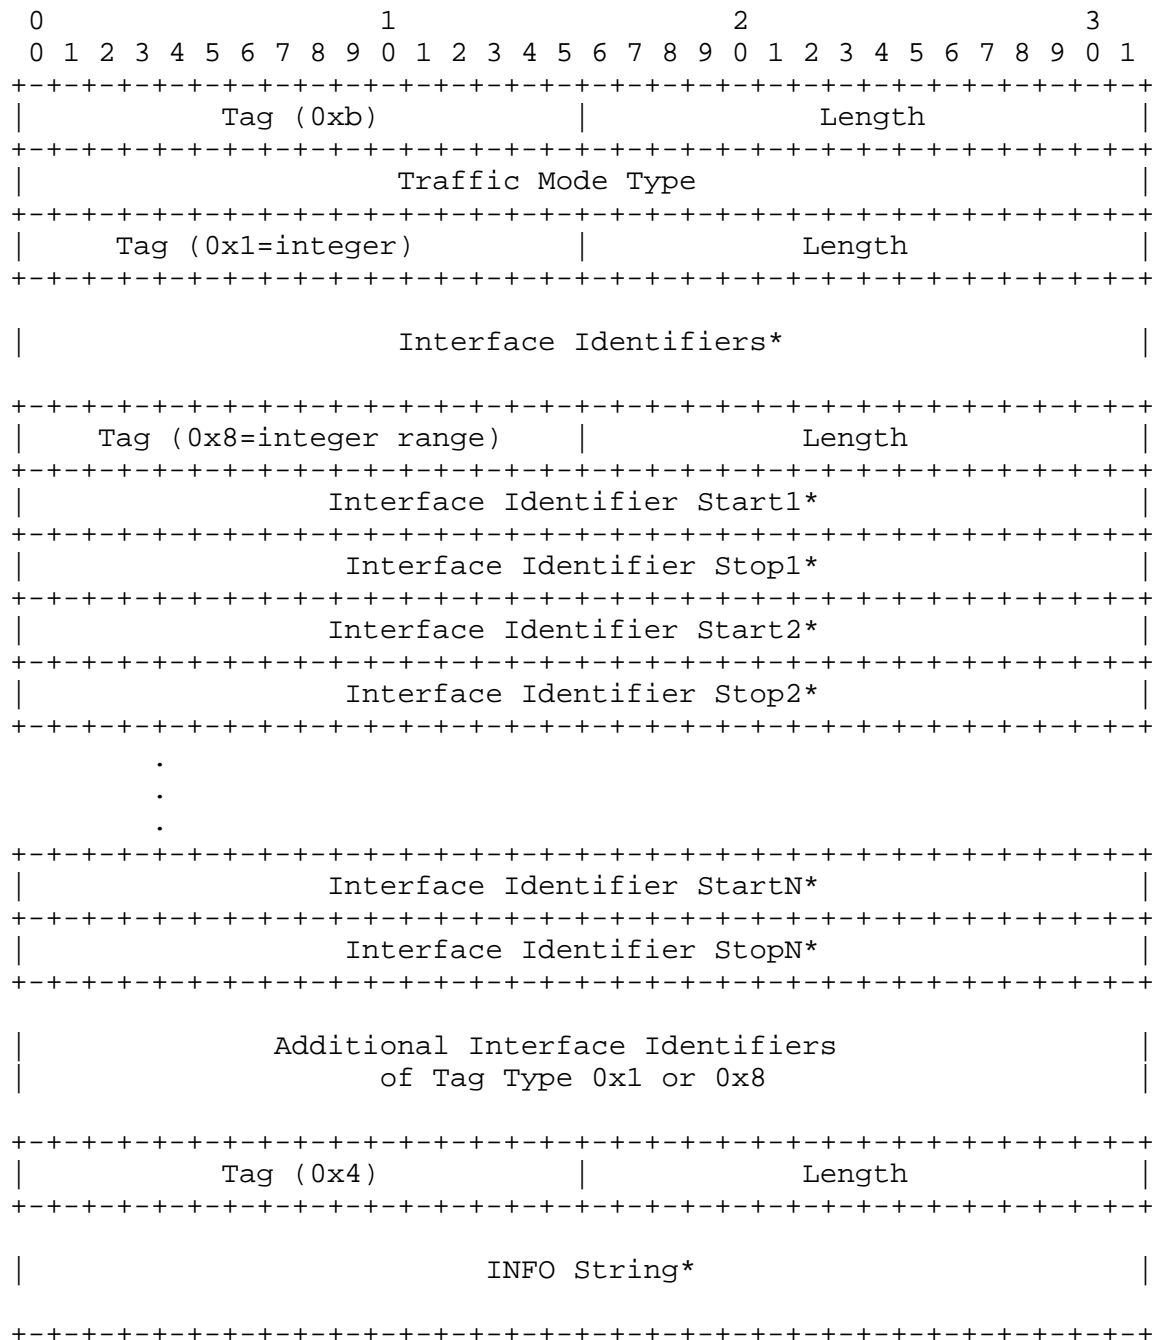 0                   1                   2                   3
 0 1 2 3 4 5 6 7 8 9 0 1 2 3 4 5 6 7 8 9 0 1 2 3 4 5 6 7 8 9 0 1
+-+-+-+-+-+-+-+-+-+-+-+-+-+-+-+-+-+-+-+-+-+-+-+-+-+-+-+-+-+-+-+-+
|           Tag (0xb)           |             Length            |
+-+-+-+-+-+-+-+-+-+-+-+-+-+-+-+-+-+-+-+-+-+-+-+-+-+-+-+-+-+-+-+-+
|                     Traffic Mode Type                         |
+-+-+-+-+-+-+-+-+-+-+-+-+-+-+-+-+-+-+-+-+-+-+-+-+-+-+-+-+-+-+-+-+
|     Tag (0x1=integer)         |            Length             |
+-+-+-+-+-+-+-+-+-+-+-+-+-+-+-+-+-+-+-+-+-+-+-+-+-+-+-+-+-+-+-+-+
|                     Interface Identifiers*                    |
+-+-+-+-+-+-+-+-+-+-+-+-+-+-+-+-+-+-+-+-+-+-+-+-+-+-+-+-+-+-+-+-+
|    Tag (0x8=integer range)    |            Length             |
+-+-+-+-+-+-+-+-+-+-+-+-+-+-+-+-+-+-+-+-+-+-+-+-+-+-+-+-+-+-+-+-+
|                 Interface Identifier Start1*                  |
+-+-+-+-+-+-+-+-+-+-+-+-+-+-+-+-+-+-+-+-+-+-+-+-+-+-+-+-+-+-+-+-+
|                  Interface Identifier Stop1*                  |
+-+-+-+-+-+-+-+-+-+-+-+-+-+-+-+-+-+-+-+-+-+-+-+-+-+-+-+-+-+-+-+-+
|                 Interface Identifier Start2*                  |
+-+-+-+-+-+-+-+-+-+-+-+-+-+-+-+-+-+-+-+-+-+-+-+-+-+-+-+-+-+-+-+-+
|                  Interface Identifier Stop2*                  |
+-+-+-+-+-+-+-+-+-+-+-+-+-+-+-+-+-+-+-+-+-+-+-+-+-+-+-+-+-+-+-+-+
        .
        .
        .
+-+-+-+-+-+-+-+-+-+-+-+-+-+-+-+-+-+-+-+-+-+-+-+-+-+-+-+-+-+-+-+-+
|                 Interface Identifier StartN*                  |
+-+-+-+-+-+-+-+-+-+-+-+-+-+-+-+-+-+-+-+-+-+-+-+-+-+-+-+-+-+-+-+-+
|                  Interface Identifier StopN*                  |
+-+-+-+-+-+-+-+-+-+-+-+-+-+-+-+-+-+-+-+-+-+-+-+-+-+-+-+-+-+-+-+-+
|              Additional Interface Identifiers                 |
|                    of Tag Type 0x1 or 0x8                     |
+-+-+-+-+-+-+-+-+-+-+-+-+-+-+-+-+-+-+-+-+-+-+-+-+-+-+-+-+-+-+-+-+
|           Tag (0x4)           |            Length             |
+-+-+-+-+-+-+-+-+-+-+-+-+-+-+-+-+-+-+-+-+-+-+-+-+-+-+-+-+-+-+-+-+
|                          INFO String*                         |
+-+-+-+-+-+-+-+-+-+-+-+-+-+-+-+-+-+-+-+-+-+-+-+-+-+-+-+-+-+-+-+-+